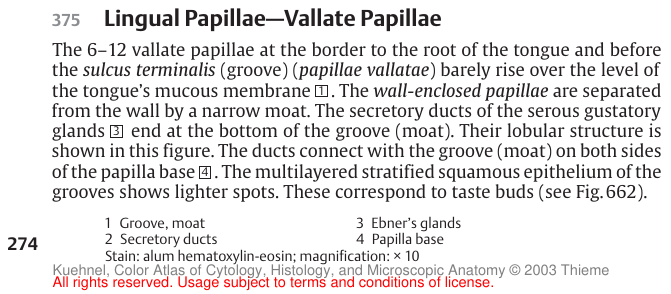 375 Lingual Papillae—Vallate Papillae
The 6–12 vallate papillae at the border to the root of the tongue and before
the sulcus terminalis (groove) (papillae vallatae) barely rise over the level of
the tongue's mucous membrane 1 . The wall-enclosed papillae are separated
from the wall by a narrow moat. The secretory ducts of the serous gustatory
glands 3 end at the bottom of the groove (moat). Their lobular structure is
shown in this figure. The ducts connect with the groove (moat) on both sides
of the papilla base 4 . The multilayered stratified squamous epithelium of the
grooves shows lighter spots. These correspond to taste buds (see Fig. 662).
1 Groove, moat 3 Ebner's glands
274 2 Secretory ducts 4 Papilla base
Stain: alum hematoxylin-eosin; magnification: × 10
Kuehnel, Color Atlas of Cytology, Histology, and Microscopic Anatomy © 2003 Thieme
All rights reserved. Usage subject to terms and conditions of license.